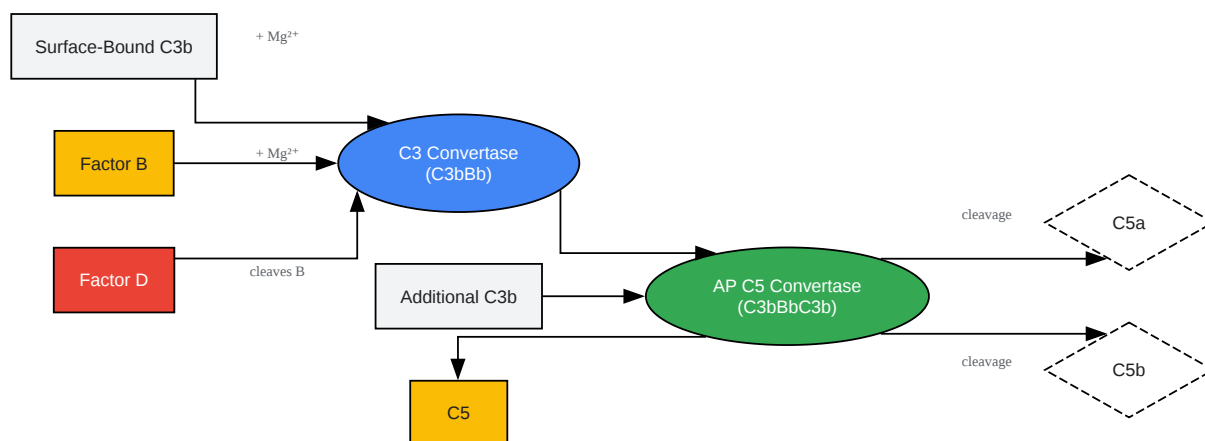 Surface-Bound C3b
+ Mg²⁺
Factor B
+ Mg²⁺
C3 Convertase
(C3bBb)
Factor D
cleaves B
Additional C3b
AP C5 Convertase
(C3bBbC3b)
cleavage
C5a
cleavage
C5b
C5